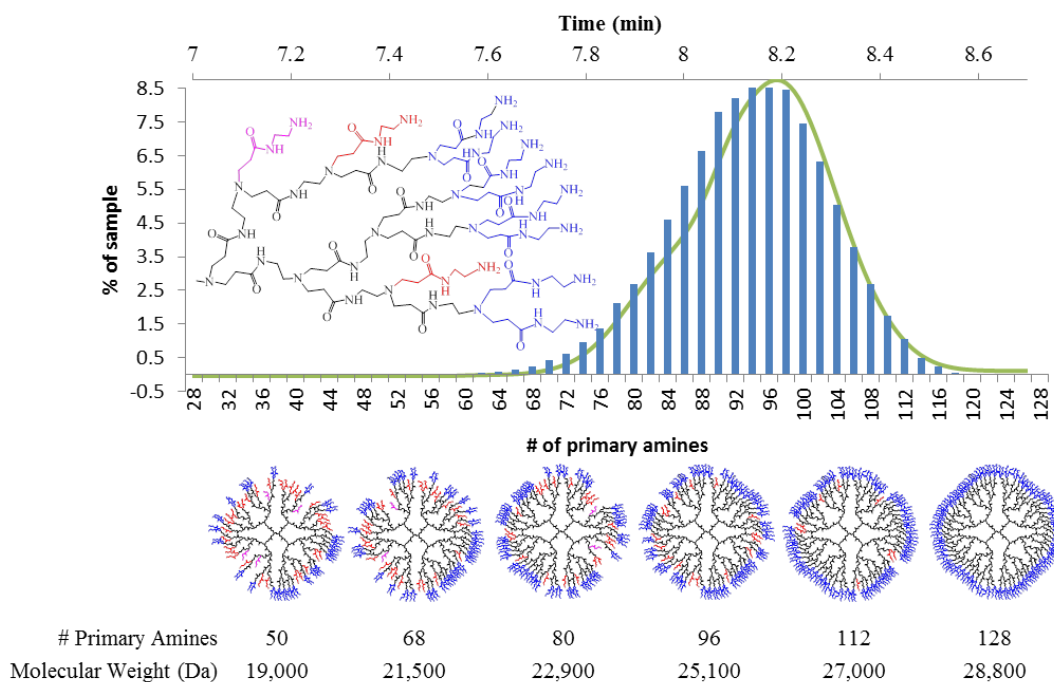 Time (min)
7 7.2 7.4 7.6 7.8 8 8.2 8.4 8.6
% of sample
8.5
7.5
6.5
5.5
4.5
3.5
2.5
1.5
0.5
-0.5
28 32 36 40 44 48 52 56 60 64 68 72 76 80 84 88 92 96 100 104 108 112 116 120 124 128
# of primary amines
# Primary Amines 50 68 80 96 112 128
Molecular Weight (Da) 19,000 21,500 22,900 25,100 27,000 28,800